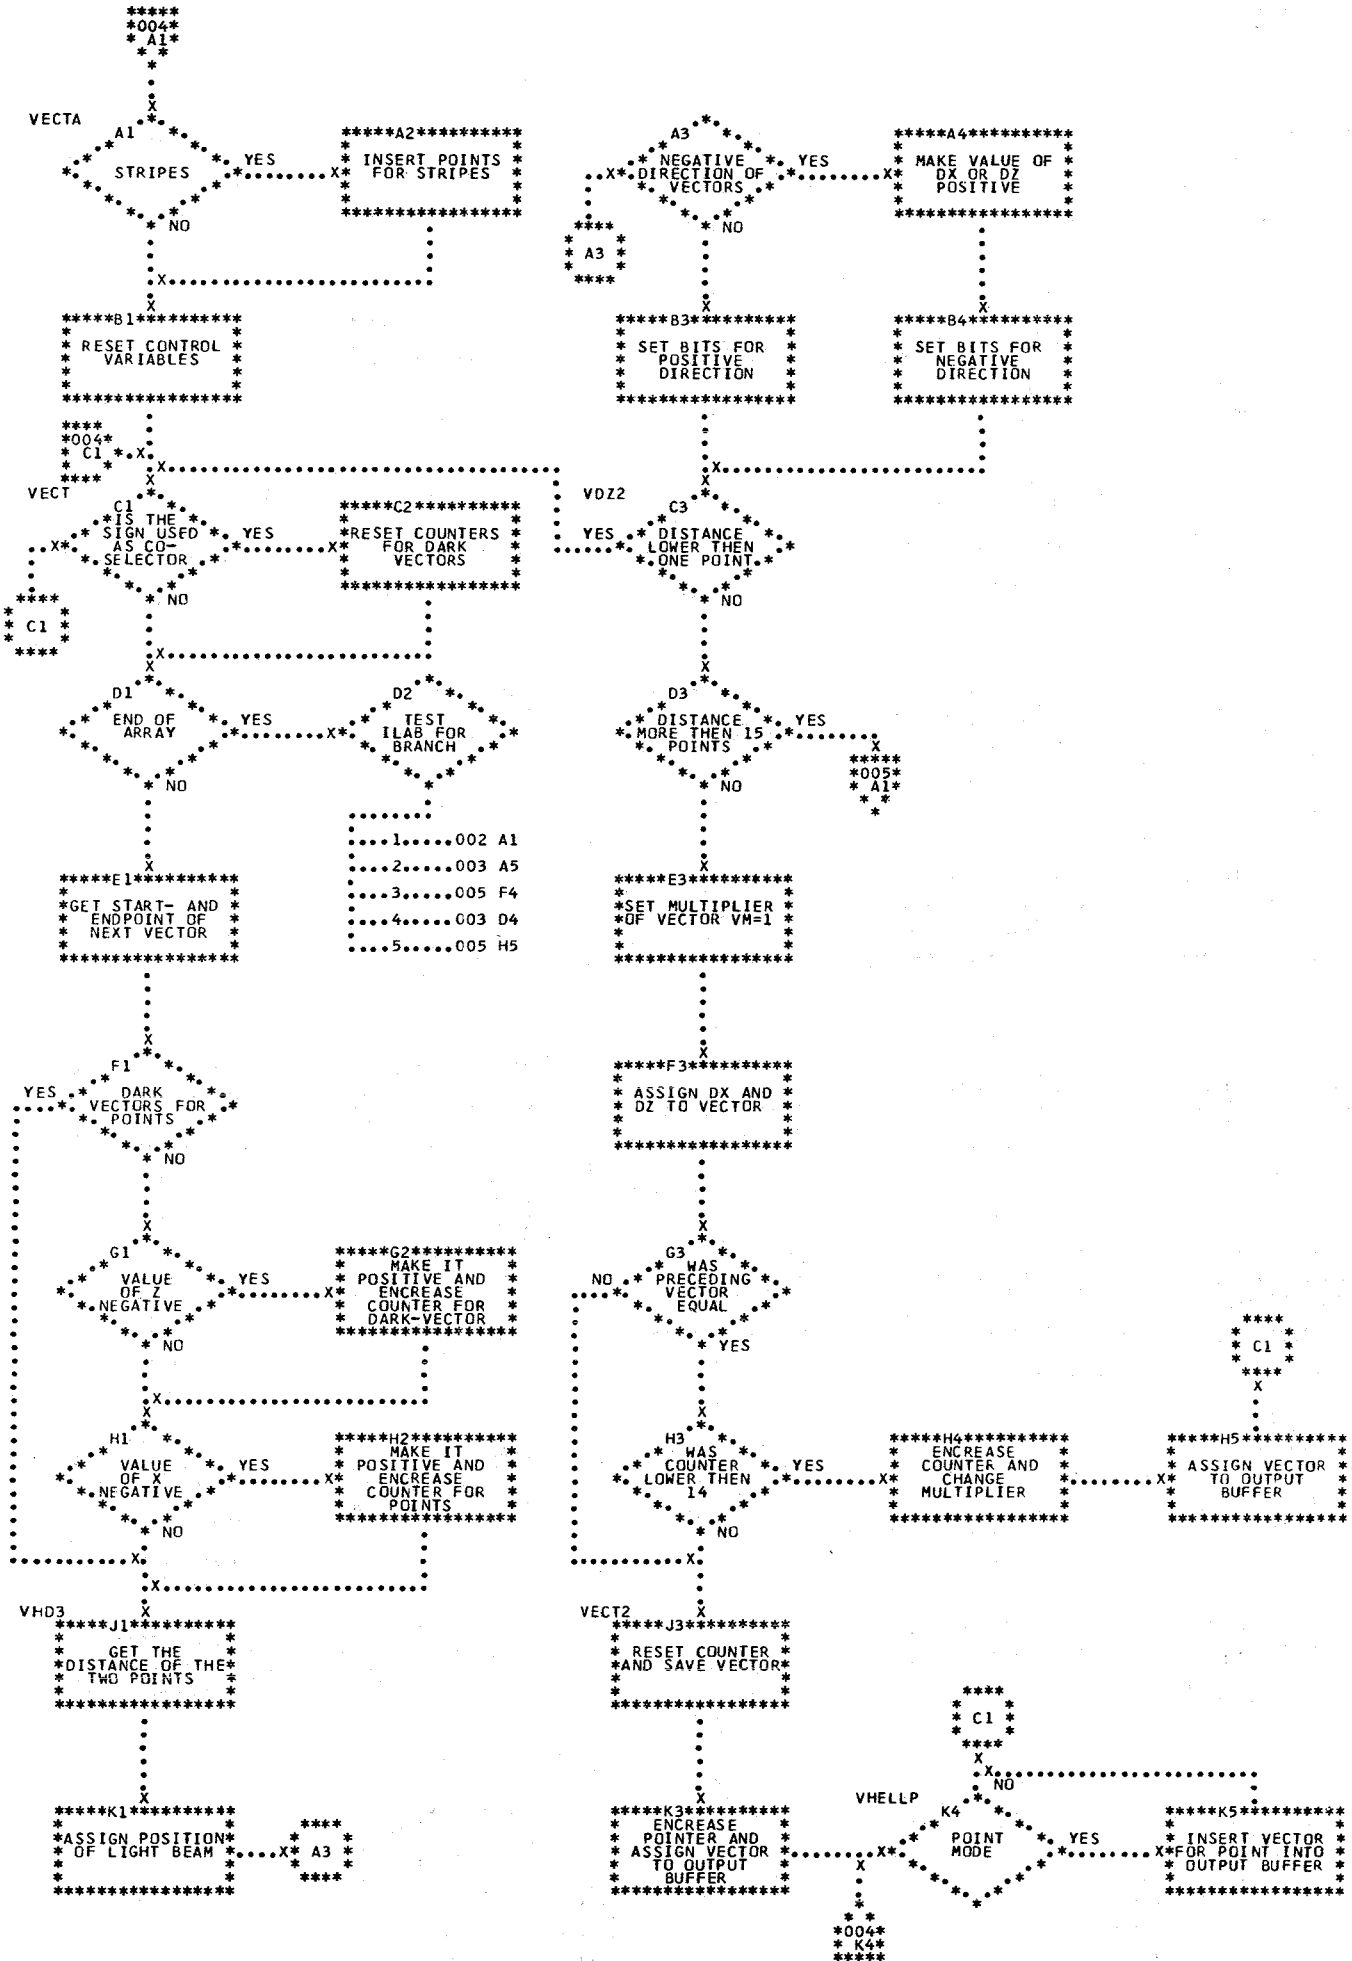 004
A1
VECTA
A1
STRIPES
YES
NO
A2
INSERT POINTS
FOR STRIPES
B1
RESET CONTROL
VARIABLES
004
C1
VECT
C1
IS THE
SIGN USED
AS CO-
SELECTOR
YES
NO
C1
C2
RESET COUNTERS
FOR DARK
VECTORS
D1
END OF
ARRAY
YES
NO
D2
TEST
ILAB FOR
BRANCH
1.....002 A1
2.....003 A5
3.....005 F4
4.....003 D4
5.....005 H5
E1
GET START- AND
ENDPOINT OF
NEXT VECTOR
F1
DARK
VECTORS FOR
POINTS
YES
NO
G1
VALUE
OF Z
NEGATIVE
YES
NO
G2
MAKE IT
POSITIVE AND
ENCREASE
COUNTER FOR
DARK-VECTOR
H1
VALUE
OF X
NEGATIVE
YES
NO
H2
MAKE IT
POSITIVE AND
ENCREASE
COUNTER FOR
POINTS
VHD3
J1
GET THE
DISTANCE OF THE
TWO POINTS
K1
ASSIGN POSITION
OF LIGHT BEAM
A3
A3
NEGATIVE
DIRECTION OF
VECTORS
YES
NO
A3
A4
MAKE VALUE OF
DX OR DZ
POSITIVE
B3
SET BITS FOR
POSITIVE
DIRECTION
B4
SET BITS FOR
NEGATIVE
DIRECTION
VDZ2
C3
DISTANCE
LOWER THEN
ONE POINT
YES
NO
D3
DISTANCE
MORE THEN 15
POINTS
YES
NO
005
A1
E3
SET MULTIPLIER
OF VECTOR VM=1
F3
ASSIGN DX AND
DZ TO VECTOR
G3
WAS
PRECEDING
VECTOR
EQUAL
NO
YES
H3
WAS
COUNTER
LOWER THEN
14
YES
NO
H4
ENCREASE
COUNTER AND
CHANGE
MULTIPLIER
C1
H5
ASSIGN VECTOR
TO OUTPUT
BUFFER
VECT2
J3
RESET COUNTER
AND SAVE VECTOR
K3
ENCREASE
POINTER AND
ASSIGN VECTOR
TO OUTPUT
BUFFER
004
K4
C1
NO
VHELLP
K4
POINT
MODE
YES
K5
INSERT VECTOR
FOR POINT INTO
OUTPUT BUFFER